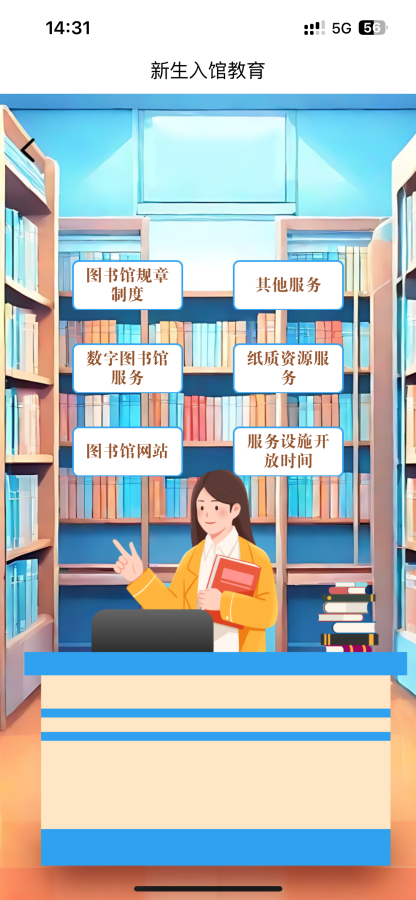 14:31
5G
56
新生入馆教育
图书馆规章
制度
其他服务
数字图书馆
服务
纸质资源服
务
图书馆网站
服务设施开
放时间